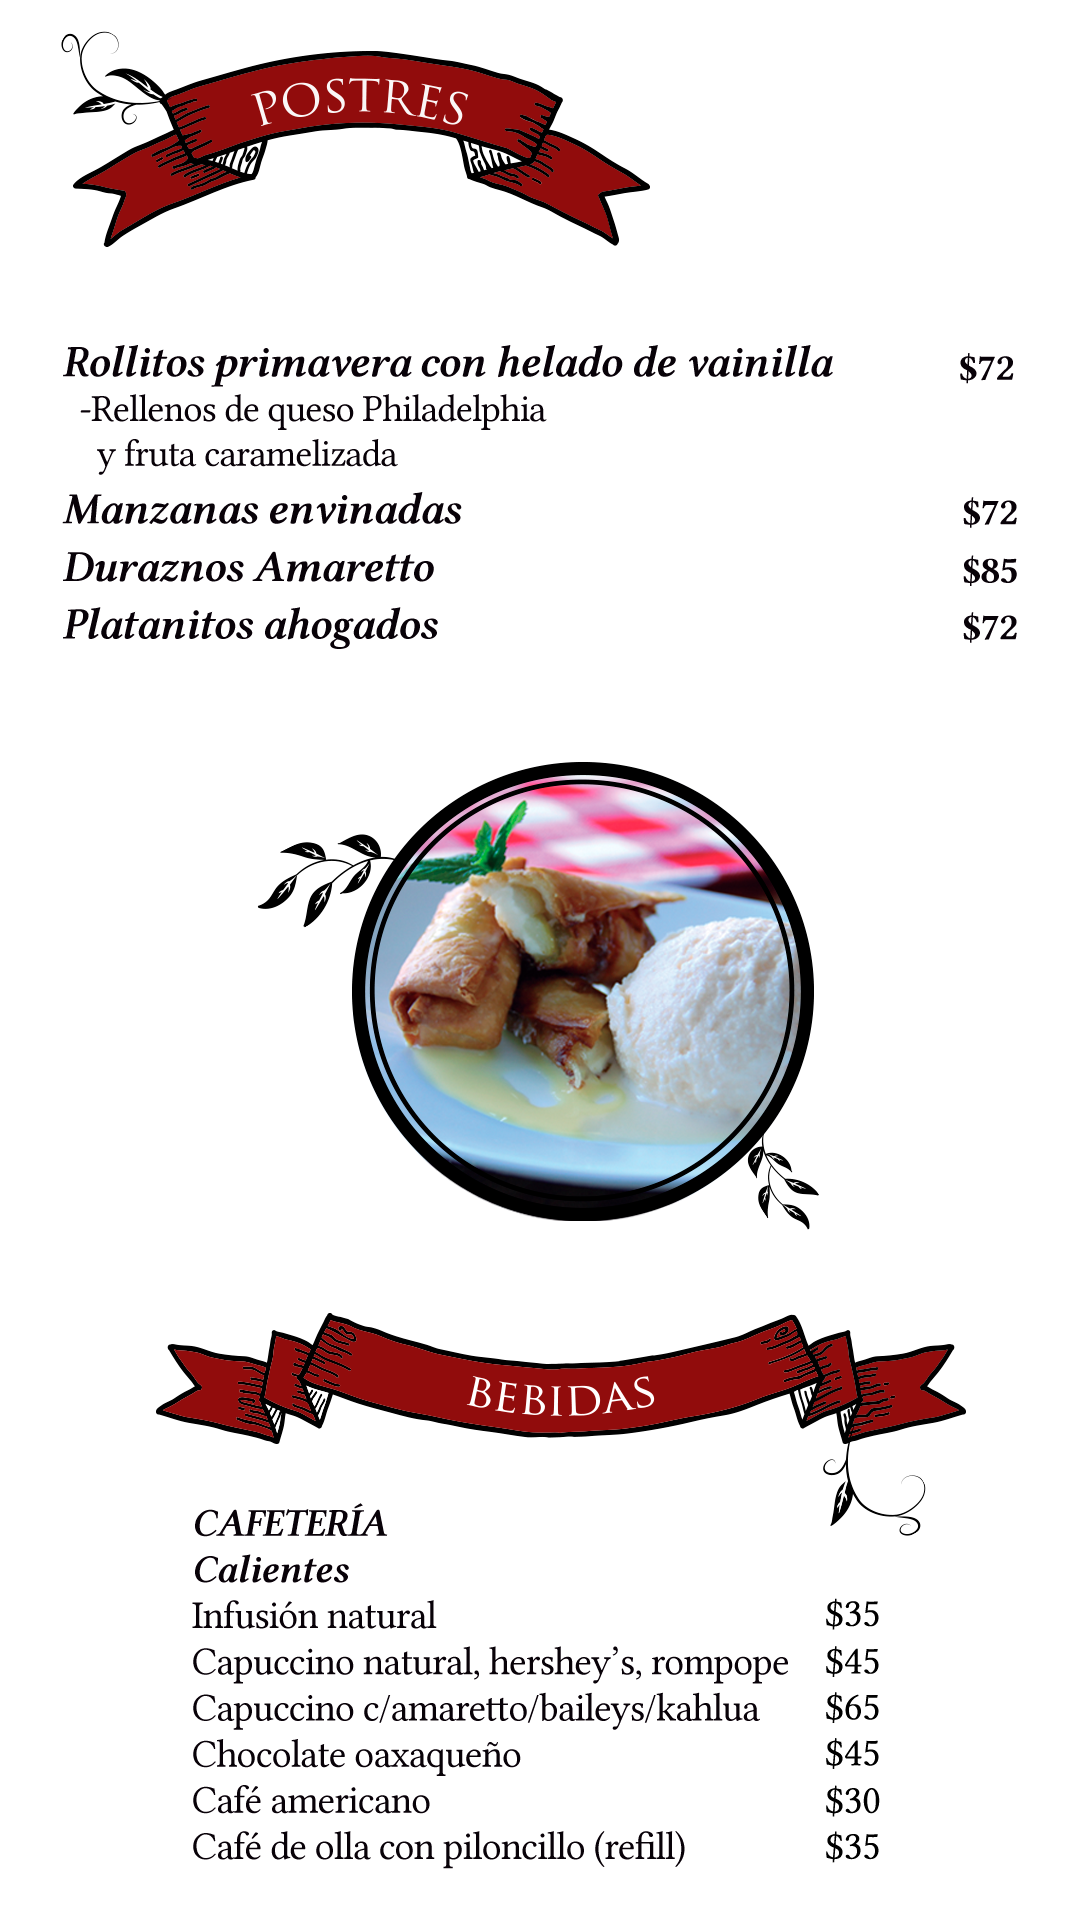 POSTRES
Rollitos primavera con helado de vainilla $72
-Rellenos de queso Philadelphia
y fruta caramelizada
Manzanas envinadas $72
Duraznos Amaretto $85
Platanitos ahogados $72
BEBIDAS
CAFETERÍA
Calientes
Infusión natural $35
Capuccino natural, hershey’s, rompope $45
Capuccino c/amaretto/baileys/kahlua $65
Chocolate oaxaqueño $45
Café americano $30
Café de olla con piloncillo (refill) $35